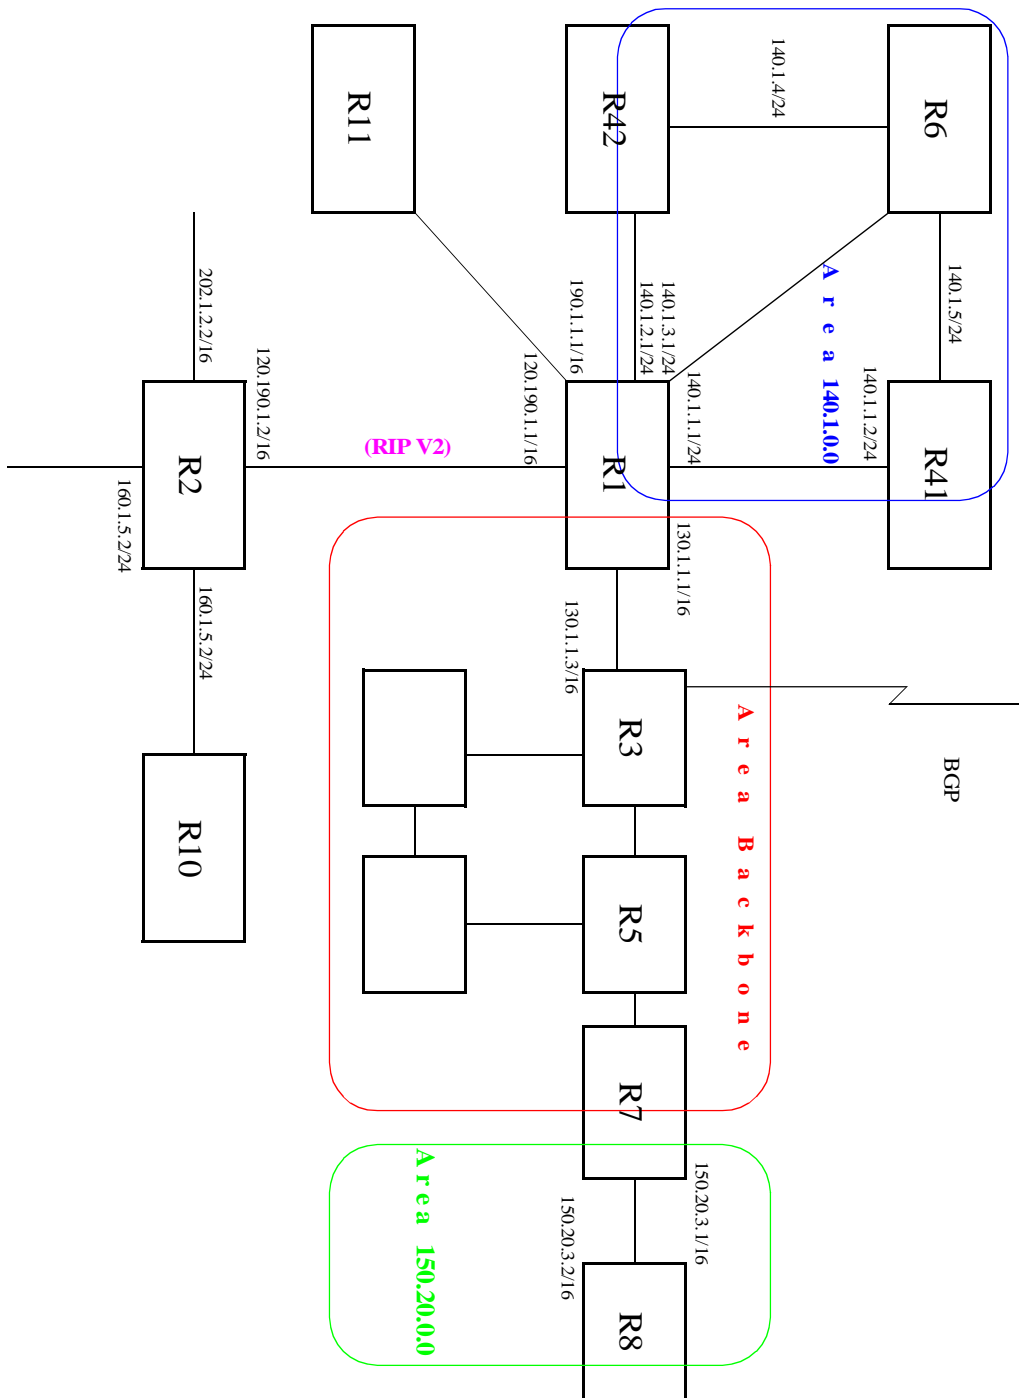 R6
140.1.4/24
R42
R11
140.1.5/24
Area 140.1.0.0
140.1.3.1/24
140.1.2.1/24
190.1.1.1/16
202.1.2.2/16
R41
140.1.1.2/24
140.1.1.1/24
R1
120.190.1.1/16
(RIP V2)
120.190.1.2/16
R2
160.1.5.2/24
130.1.1.1/16
130.1.1.3/16
160.1.5.2/24
BGP
Area Backbone
R3
R10
R5
R7
150.20.3.1/16
150.20.3.2/16
Area 150.20.0.0
R8